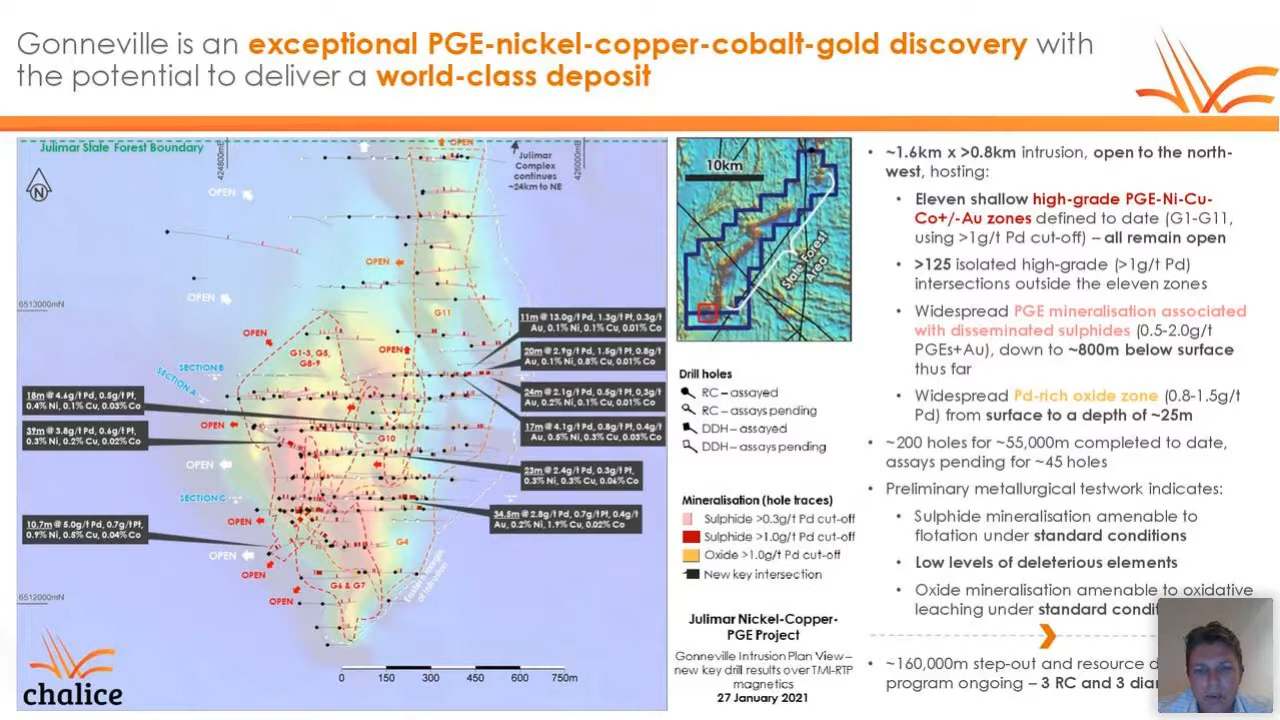 Gonneville is an exceptional PGE-nickel-copper-cobalt-gold discovery with
the potential to deliver a world-class deposit
Julimar State Forest Boundary
424800mE
OPEN
Julimar
Complex
continues
~24km to NE
426000mE
N
OPEN
OPEN
OPEN
6513000mN
OPEN
G11
OPEN
G1-3, G5,
G8-9
SECTION B
SECTION A
11m @ 13.0g/t Pd, 1.3g/t Pt, 0.3g/t
Au, 0.1% Ni, 0.1% Cu, 0.01% Co
20m @ 2.9g/t Pd, 1.5g/t Pt, 0.8g/t
Au, 0.1% Ni, 0.8% Cu, 0.01% Co
24m @ 2.1g/t Pd, 0.5g/t Pt, 0.3g/t
Au, 0.2% Ni, 0.1% Cu, 0.01% Co
17m @ 4.1g/t Pd, 0.8g/t Pt, 0.4g/t
Au, 0.5% Ni, 0.3% Cu, 0.03% Co
18m @ 4.6g/t Pd, 0.5g/t Pt,
0.4% Ni, 0.1% Cu, 0.03% Co
39m @ 3.8g/t Pd, 0.6g/t Pt,
0.3% Ni, 0.2% Cu, 0.02% Co
OPEN
G10
OPEN
23m @ 2.4g/t Pd, 0.3g/t Pt,
0.3% Ni, 0.3% Cu, 0.06% Co
SECTION C
34.5m @ 2.8g/t Pd, 0.7g/t Pt, 0.4g/t
Au, 0.2% Ni, 1.9% Cu, 0.02% Co
10.7m @ 5.0g/t Pd, 0.7g/t Pt,
0.9% Ni, 0.5% Cu, 0.04% Co
OPEN
G4
OPEN
OPEN
G6 & G7
Eastern margin
of intrusion
6512000mN
OPEN
chalice
0 150 300 450 600 750m
10km
State Forest
Area
Drill holes
RC – assayed
RC – assays pending
DDH – assayed
DDH – assays pending
Mineralisation (hole traces)
Sulphide >0.3g/t Pd cut-off
Sulphide >1.0g/t Pd cut-off
Oxide >1.0g/t Pd cut-off
New key intersection
Julimar Nickel-Copper-
PGE Project
Gonneville Intrusion Plan View –
new key drill results over TMI-RTP
magnetics
27 January 2021
• ~1.6km x >0.8km intrusion, open to the north-
west, hosting:
• Eleven shallow high-grade PGE-Ni-Cu-
Co+/-Au zones defined to date (G1-G11,
using >1g/t Pd cut-off) – all remain open
• >125 isolated high-grade (>1g/t Pd)
intersections outside the eleven zones
• Widespread PGE mineralisation associated
with disseminated sulphides (0.5-2.0g/t
PGEs+Au), down to ~800m below surface
thus far
• Widespread Pd-rich oxide zone (0.8-1.5g/t
Pd) from surface to a depth of ~25m
• ~200 holes for ~55,000m completed to date,
assays pending for ~45 holes
• Preliminary metallurgical testwork indicates:
• Sulphide mineralisation amenable to
flotation under standard conditions
• Low levels of deleterious elements
• Oxide mineralisation amenable to oxidative
leaching under standard condit
• ~160,000m step-out and resource d
program ongoing – 3 RC and 3 diam